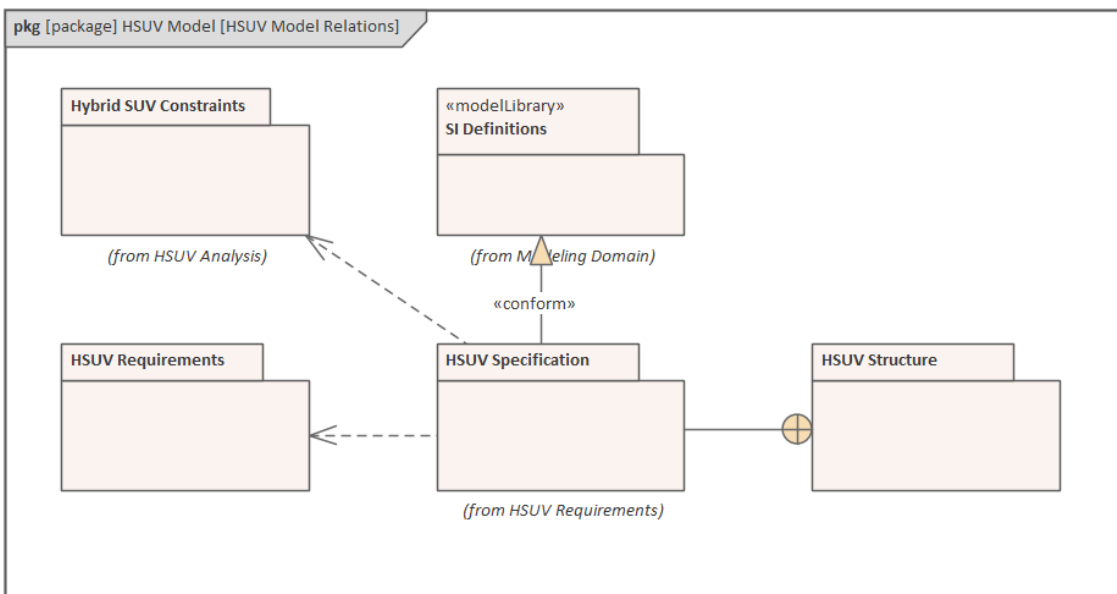 pkg [package] HSUV Model [HSUV Model Relations]
Hybrid SUV Constraints
«modelLibrary»
SI Definitions
(from HSUV Analysis)
(from Modeling Domain)
«conform»
HSUV Requirements
HSUV Specification
HSUV Structure
(from HSUV Requirements)